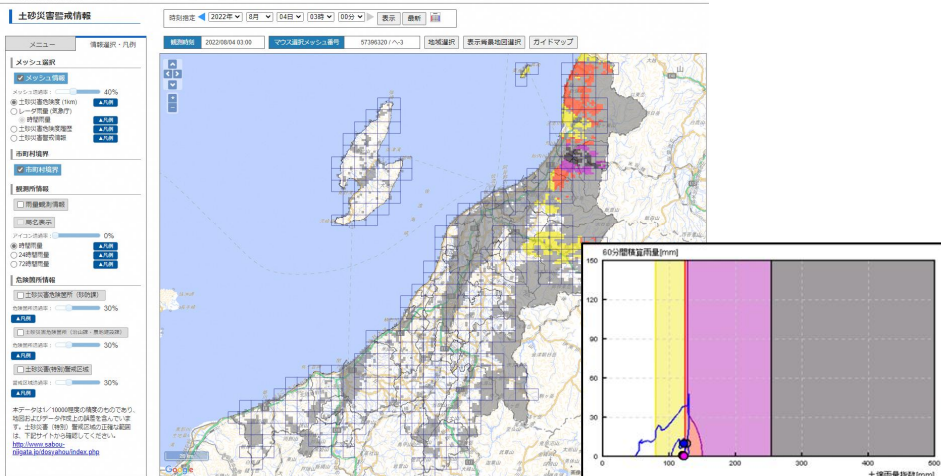 土砂災害警戒情報
時刻指定 2022年 8月 04日 03時 00分 表示 最新
メニュー 情報選択・凡例
観測時刻 2022/08/04 03:00 マウス選択メッシュ番号 57396320 / ヘ-3 地域選択 表示背景地図選択 ガイドマップ
メッシュ選択
メッシュ情報
メッシュ透過率: 40%
土砂災害危険度 (1km) ▲凡例
レーダ雨量 (気象庁)
時間雨量 ▲凡例
土砂災害危険度履歴 ▲凡例
土砂災害警戒情報 ▲凡例
市町村境界
市町村境界
観測所情報
雨量観測情報
局名表示
アイコン透過率: 0%
時間雨量 ▲凡例
24時間雨量 ▲凡例
72時間雨量 ▲凡例
危険箇所情報
土砂災害危険箇所 (砂防課)
危険箇所透過率: 30%
▲凡例
危険箇所透過率: 30%
▲凡例
土砂災害(特別)警戒区域
警戒区域透過率: 30%
▲凡例
本データは1/10000程度の精度のものであり、
地図およびデータ作成上の誤差を含んでいま
す。土砂災害(特別)警戒区域の正確な範囲
は、下記サイトから確認してください。
http://www.sabou-
niigata.jp/dosyahou/index.php
Google
60分間積算雨量[mm]
150
120
90
60
30
0
0 100 200 300 400 500
土壌雨量指数[mm]